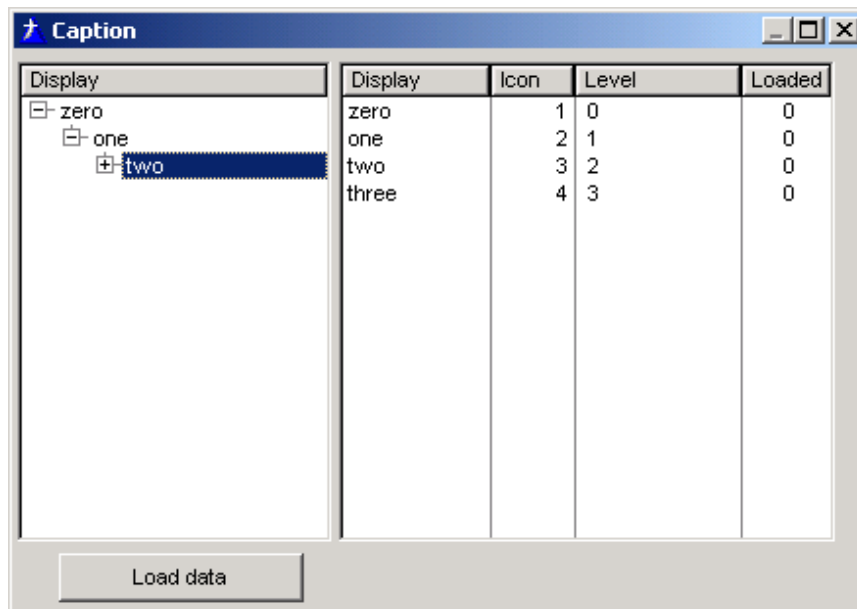 Caption
Display
zero
one
two
Display Icon Level Loaded
zero 1 0 0
one 2 1 0
two 3 2 0
three 4 3 0
Load data